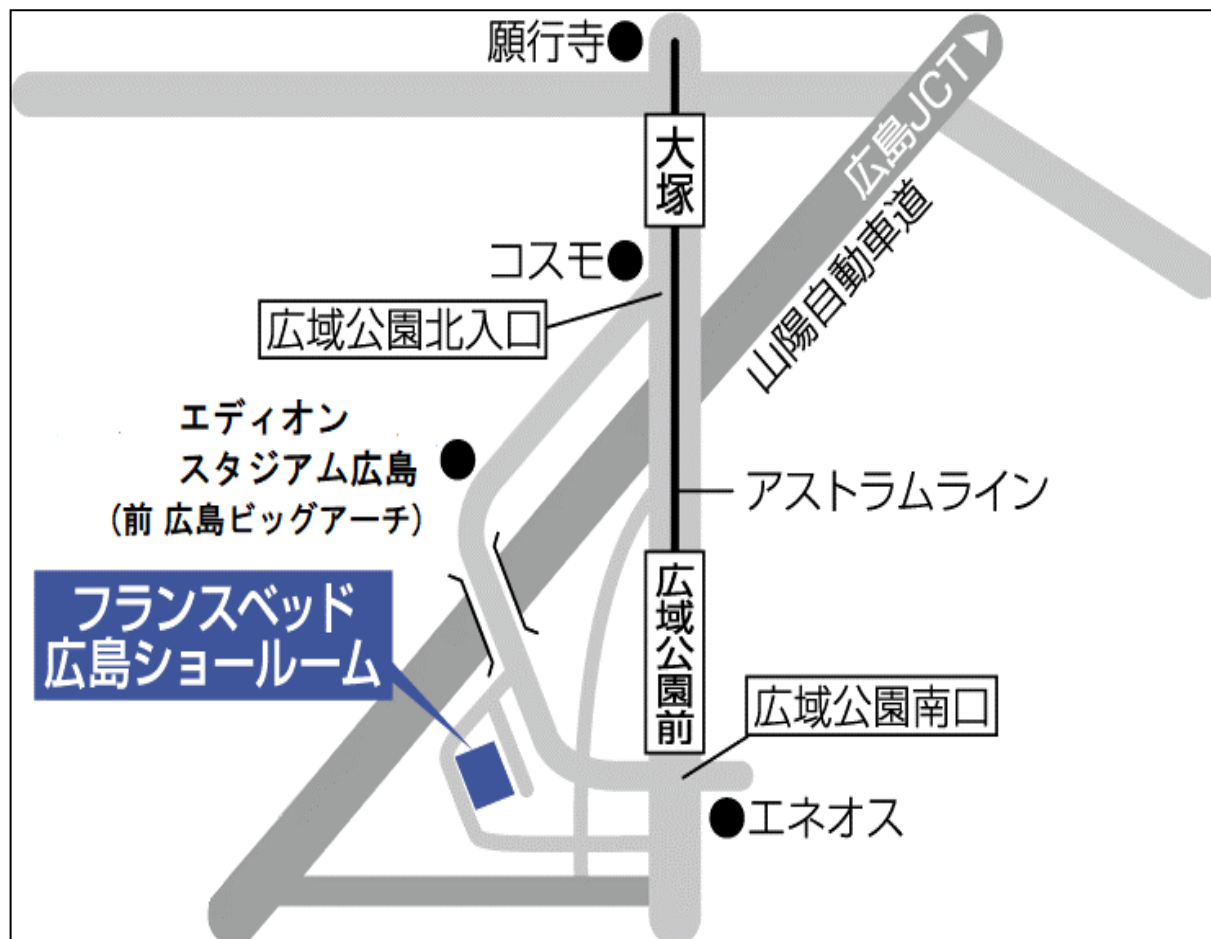 願行寺
広島JCT
大塚
山陽自動車道
コスモ
広域公園北入口
エディオン
スタジアム広島
(前 広島ビッグアーチ)
アストラムライン
フランスベッド
広島ショールーム
広域公園前
広域公園南口
エネオス